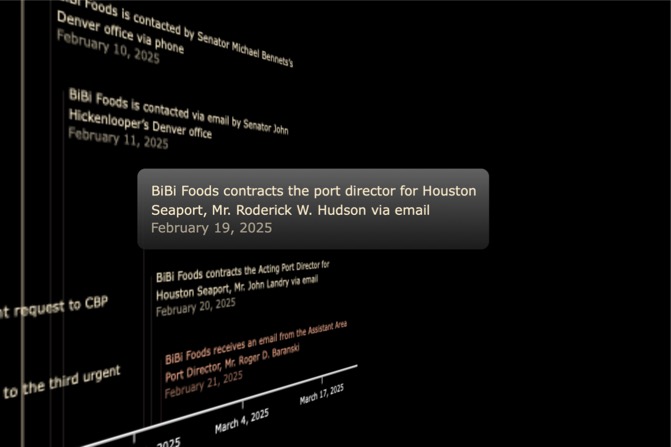 BiBi Foods is contacted by Senator Michael Bennets's
Denver office via phone
February 10, 2025
BiBi Foods is contacted via email by Senator John
Hickenlooper's Denver office
February 11, 2025
BiBi Foods contracts the port director for Houston
Seaport, Mr. Roderick W. Hudson via email
February 19, 2025
BiBi Foods contracts the Acting Port Director for
Houston Seaport, Mr. John Landry via email
February 20, 2025
request to CBP
BiBi Foods receives an email from the Assistant Area
Port Director, Mr. Roger D. Baranski
February 21, 2025
to the third urgent
2025
March 4, 2025
March 17, 2025